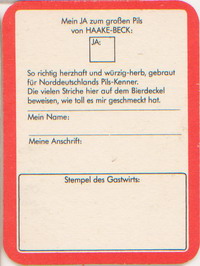 Mein JA zum großen Pils
von HAAKE-BECK:
JA:
So richtig herzhaft und würzig-herb, gebraut
für Norddeutschlands Pils-Kenner.
Die vielen Striche hier auf dem Bierdeckel
beweisen, wie toll es mir geschmeckt hat.
Mein Name:
Meine Anschrift:
Stempel des Gastwirts: